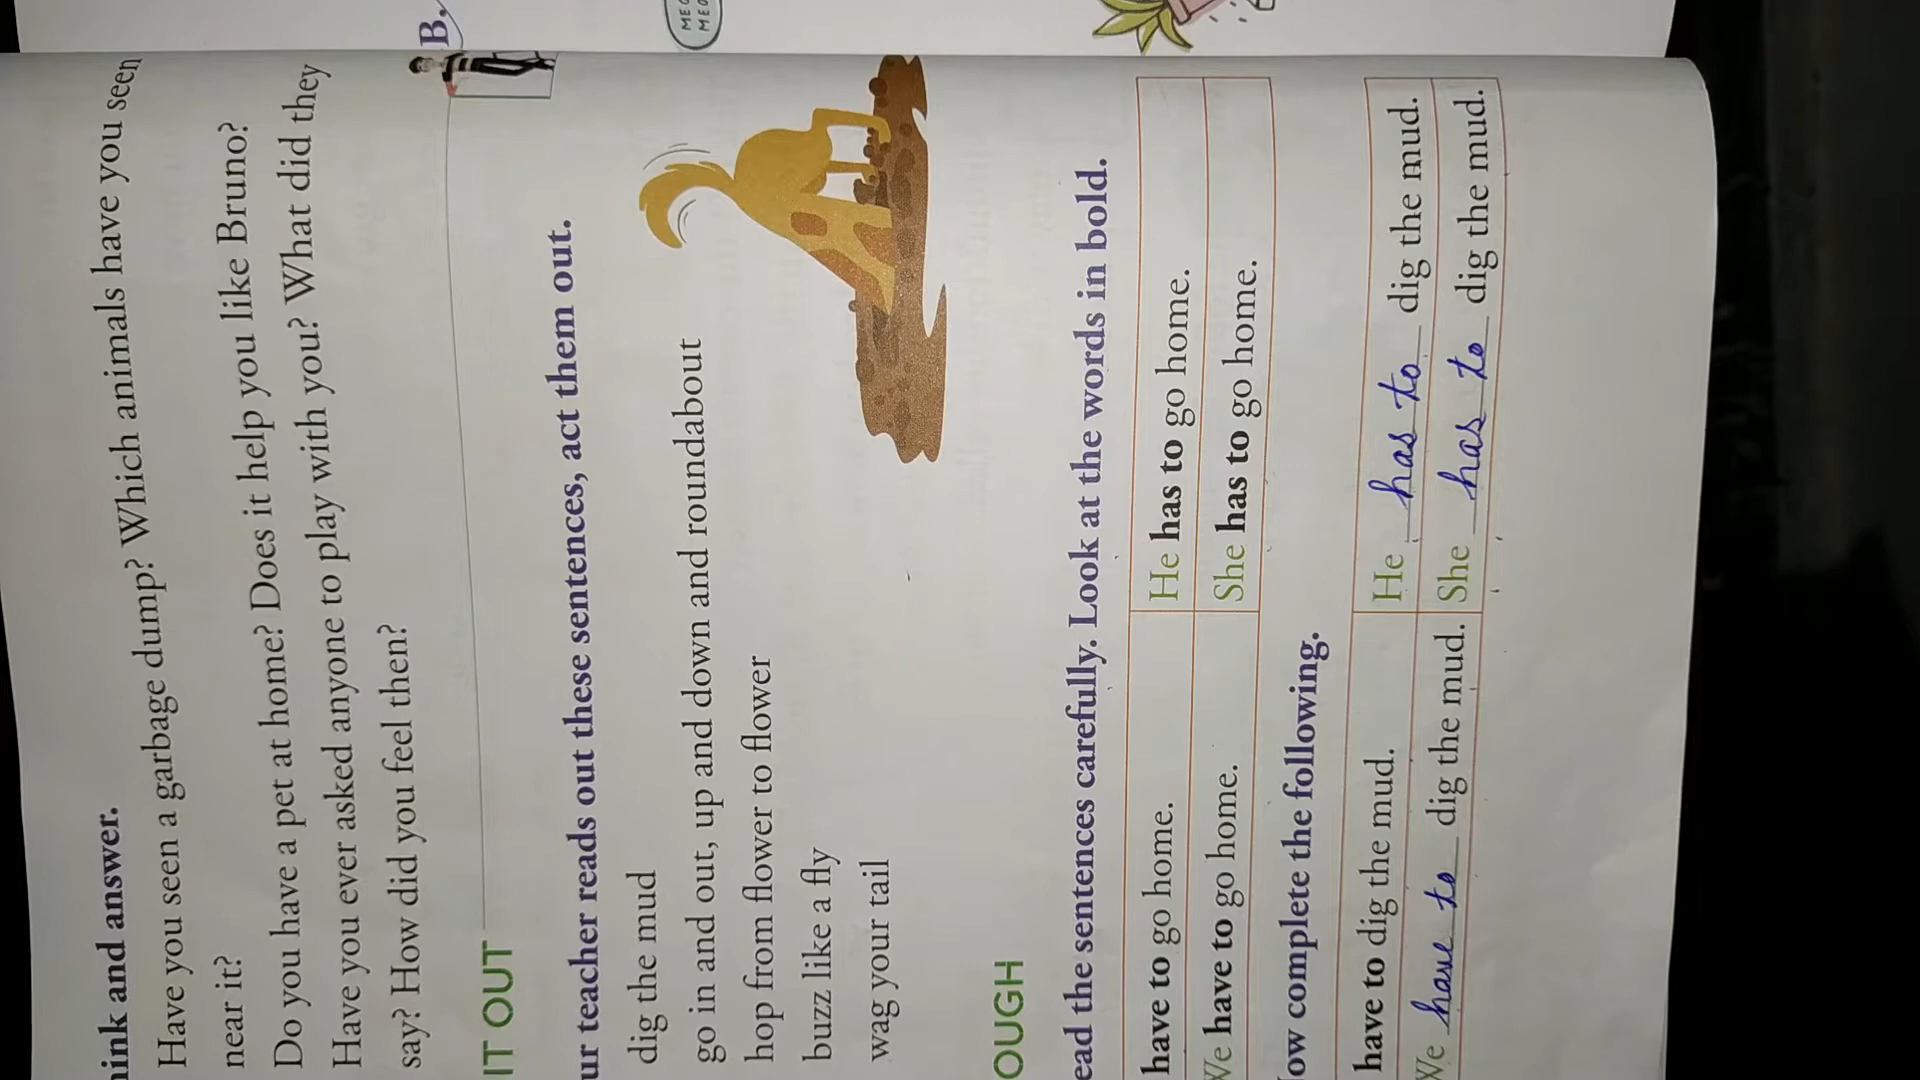 hink and answer.
Have you seen a garbage dump? Which animals have you seen
near it?
Do you have a pet at home? Does it help you like Bruno?
Have you ever asked anyone to play with you? What did they
say? How did you feel then?
IT OUT
ur teacher reads out these sentences, act them out.
dig the mud
go in and out, up and down and roundabout
hop from flower to flower
buzz like a fly
wag your tail
OUGH
ead the sentences carefully. Look at the words in bold.
have to go home. He has to go home.
We have to go home. She has to go home.
ow complete the following.
have to dig the mud. He has to dig the mud.
We have to dig the mud. She has to dig the mud.
B.